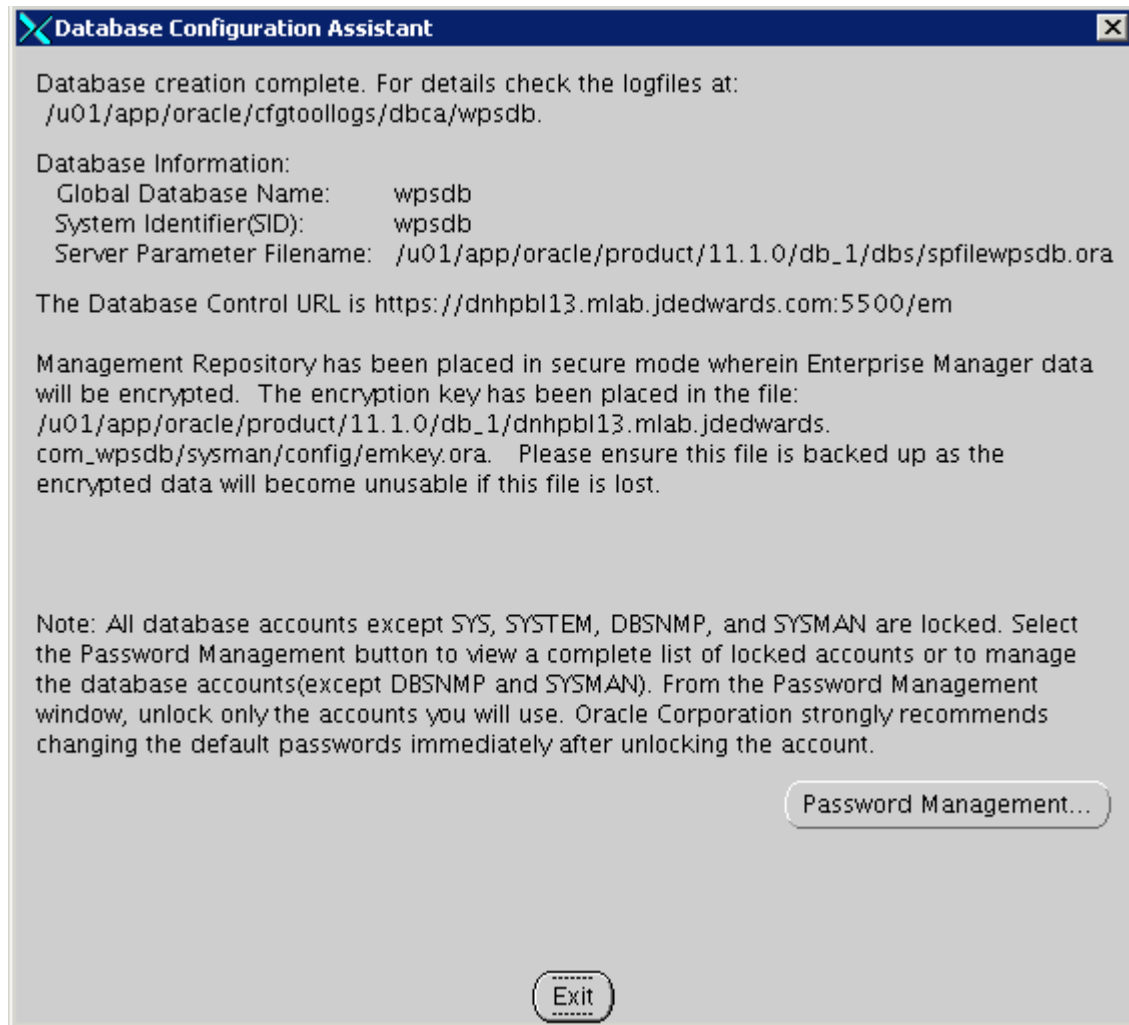 Database Configuration Assistant
Database creation complete. For details check the logfiles at:
/u01/app/oracle/cfgtoollogs/dbca/wpsdb.
Database Information:
Global Database Name: wpsdb
System Identifier(SID): wpsdb
Server Parameter Filename: /u01/app/oracle/product/11.1.0/db_1/dbs/spfilewpsdb.ora
The Database Control URL is https://dnhpbl13.mlab.jdedwards.com:5500/em
Management Repository has been placed in secure mode wherein Enterprise Manager data
will be encrypted.  The encryption key has been placed in the file:
/u01/app/oracle/product/11.1.0/db_1/dnhpbl13.mlab.jdedwards.
com_wpsdb/sysman/config/emkey.ora.   Please ensure this file is backed up as the
encrypted data will become unusable if this file is lost.
Note: All database accounts except SYS, SYSTEM, DBSNMP, and SYSMAN are locked. Select
the Password Management button to view a complete list of locked accounts or to manage
the database accounts(except DBSNMP and SYSMAN). From the Password Management
window, unlock only the accounts you will use. Oracle Corporation strongly recommends
changing the default passwords immediately after unlocking the account.
Password Management...
Exit